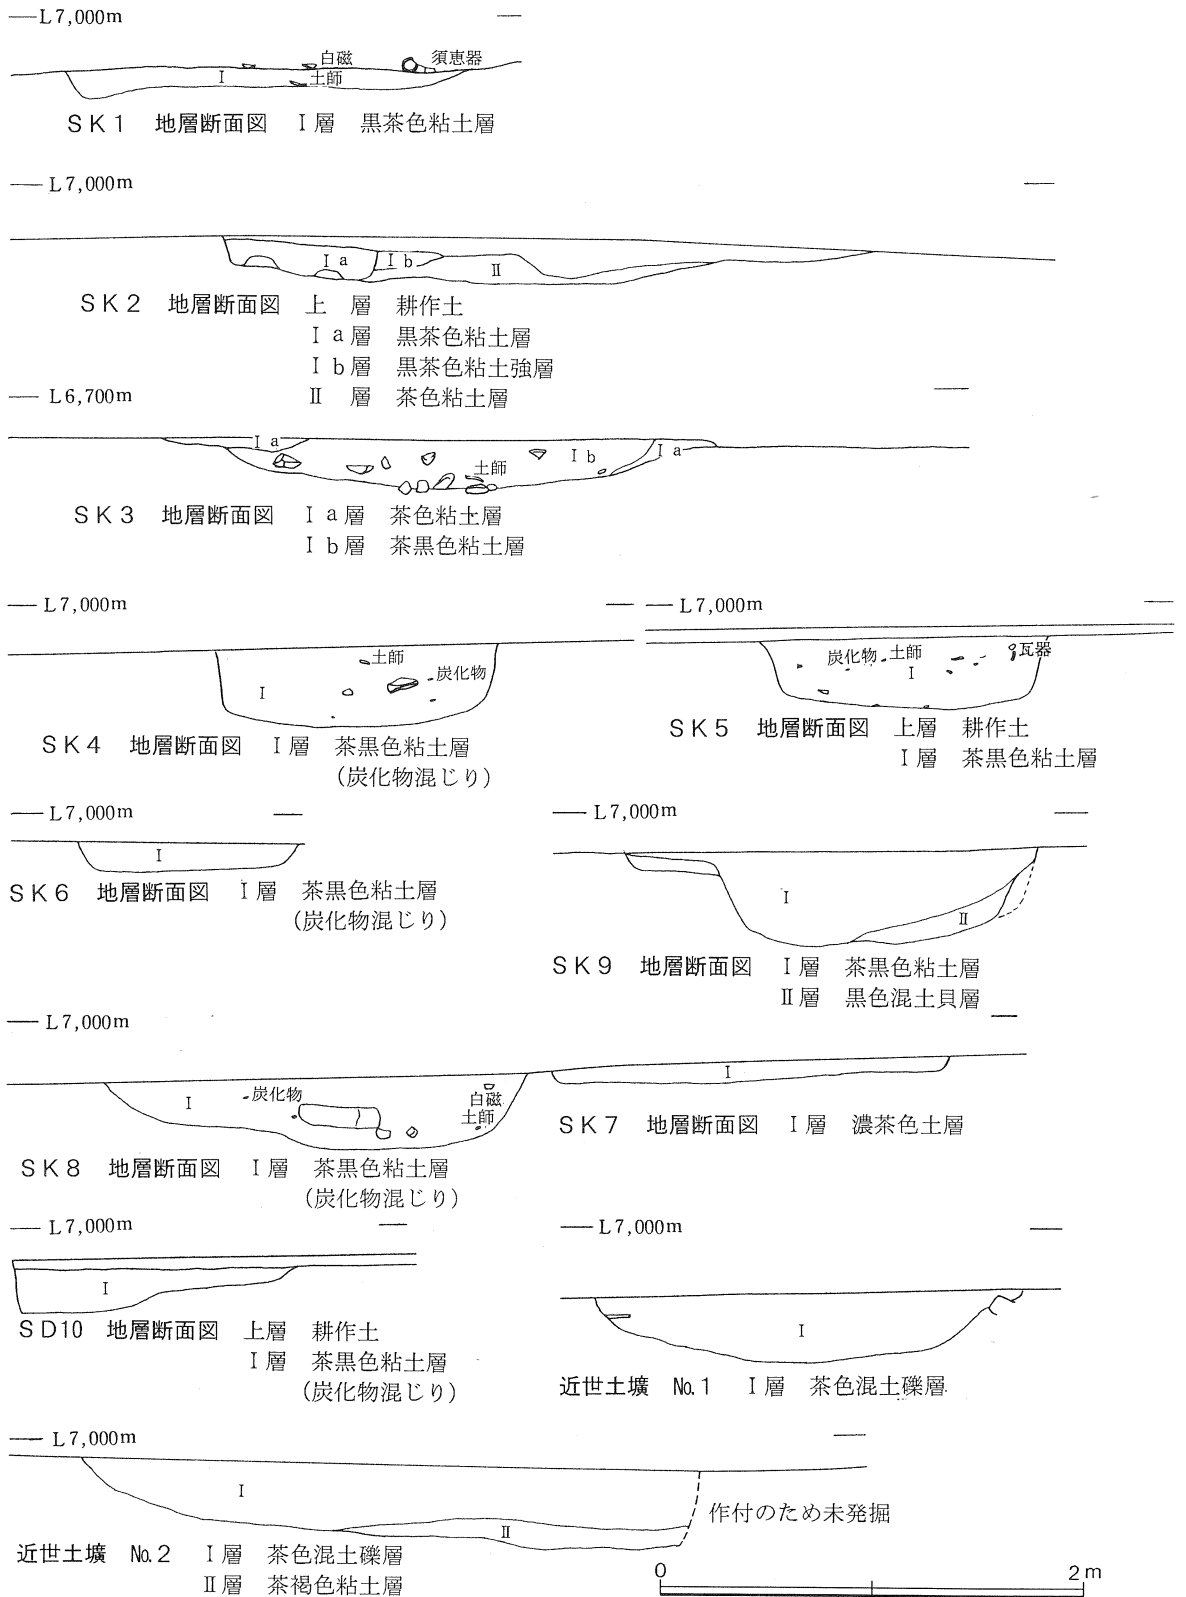 L7,000m
白磁 須恵器
Ⅰ 土師
SK1 地層断面図 Ⅰ層 黒茶色粘土層
L7,000m
Ⅰa Ⅰb Ⅱ
SK2 地層断面図 上層 耕作土
Ⅰa層 黒茶色粘土層
Ⅰb層 黒茶色粘土強層
Ⅱ層 茶色粘土層
L6,700m
Ⅰa Ⅰb Ⅰa
土師
SK3 地層断面図 Ⅰa層 茶色粘土層
Ⅰb層 茶黒色粘土層
L7,000m
土師
炭化物
Ⅰ
SK4 地層断面図 Ⅰ層 茶黒色粘土層
(炭化物混じり)
L7,000m
炭化物 土師 瓦器
Ⅰ
SK5 地層断面図 上層 耕作土
Ⅰ層 茶黒色粘土層
L7,000m
Ⅰ
SK6 地層断面図 Ⅰ層 茶黒色粘土層
(炭化物混じり)
L7,000m
Ⅰ
Ⅱ
SK9 地層断面図 Ⅰ層 茶黒色粘土層
Ⅱ層 黒色混土貝層
L7,000m
Ⅰ 炭化物 白磁
土師
SK8 地層断面図 Ⅰ層 茶黒色粘土層
(炭化物混じり)
Ⅰ
SK7 地層断面図 Ⅰ層 濃茶色土層
L7,000m
Ⅰ
SD10 地層断面図 上層 耕作土
Ⅰ層 茶黒色粘土層
(炭化物混じり)
L7,000m
Ⅰ
近世土壙 №1 Ⅰ層 茶色混土礫層
L7,000m
Ⅰ
Ⅱ
作付のため未発掘
近世土壙 №2 Ⅰ層 茶色混土礫層
Ⅱ層 茶褐色粘土層
0 2m